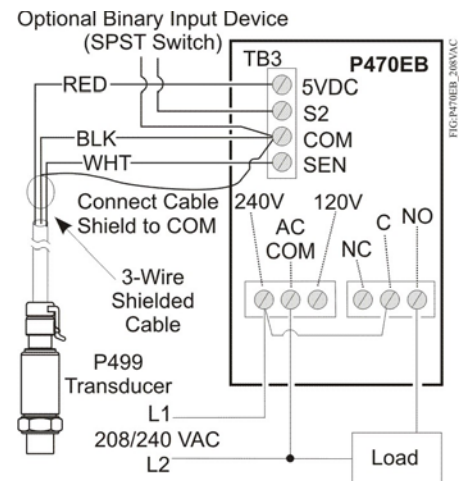 Optional Binary Input Device
(SPST Switch)
TB3
P470EB
RED
5VDC
S2
BLK
COM
WHT
SEN
Connect Cable
Shield to COM
240V
120V
AC
COM
NC
C
NO
3-Wire
Shielded
Cable
P499
Transducer
L1
208/240 VAC
L2
Load
FIG:P470EB_208VAC